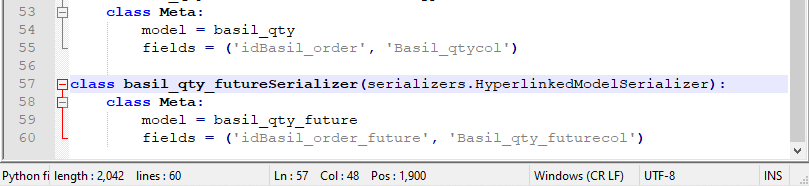 53 class Meta:
54 model = basil_qty
55 fields = ('idBasil_order', 'Basil_qtycol')
56
57 class basil_qty_futureSerializer(serializers.HyperlinkedModelSerializer):
58 class Meta:
59 model = basil_qty_future
60 fields = ('idBasil_order_future', 'Basil_qty_futurecol')
Python fi length : 2,042 lines : 60 Ln : 57 Col : 48 Pos : 1,900 Windows (CR LF) UTF-8 INS